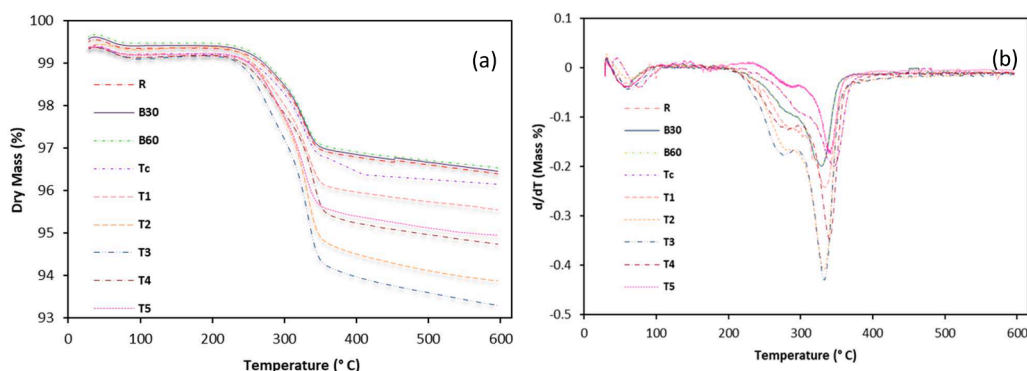 (a)
Dry Mass (%)
100
99
98
97
96
95
94
93
R
B30
B60
Tc
T1
T2
T3
T4
T5
0 100 200 300 400 500 600
Temperature (° C)
(b)
d/dT (Mass %)
0.1
0
-0.1
-0.2
-0.3
-0.4
-0.5
R
B30
B60
Tc
T1
T2
T3
T4
T5
0 100 200 300 400 500 600
Temperature (° C)